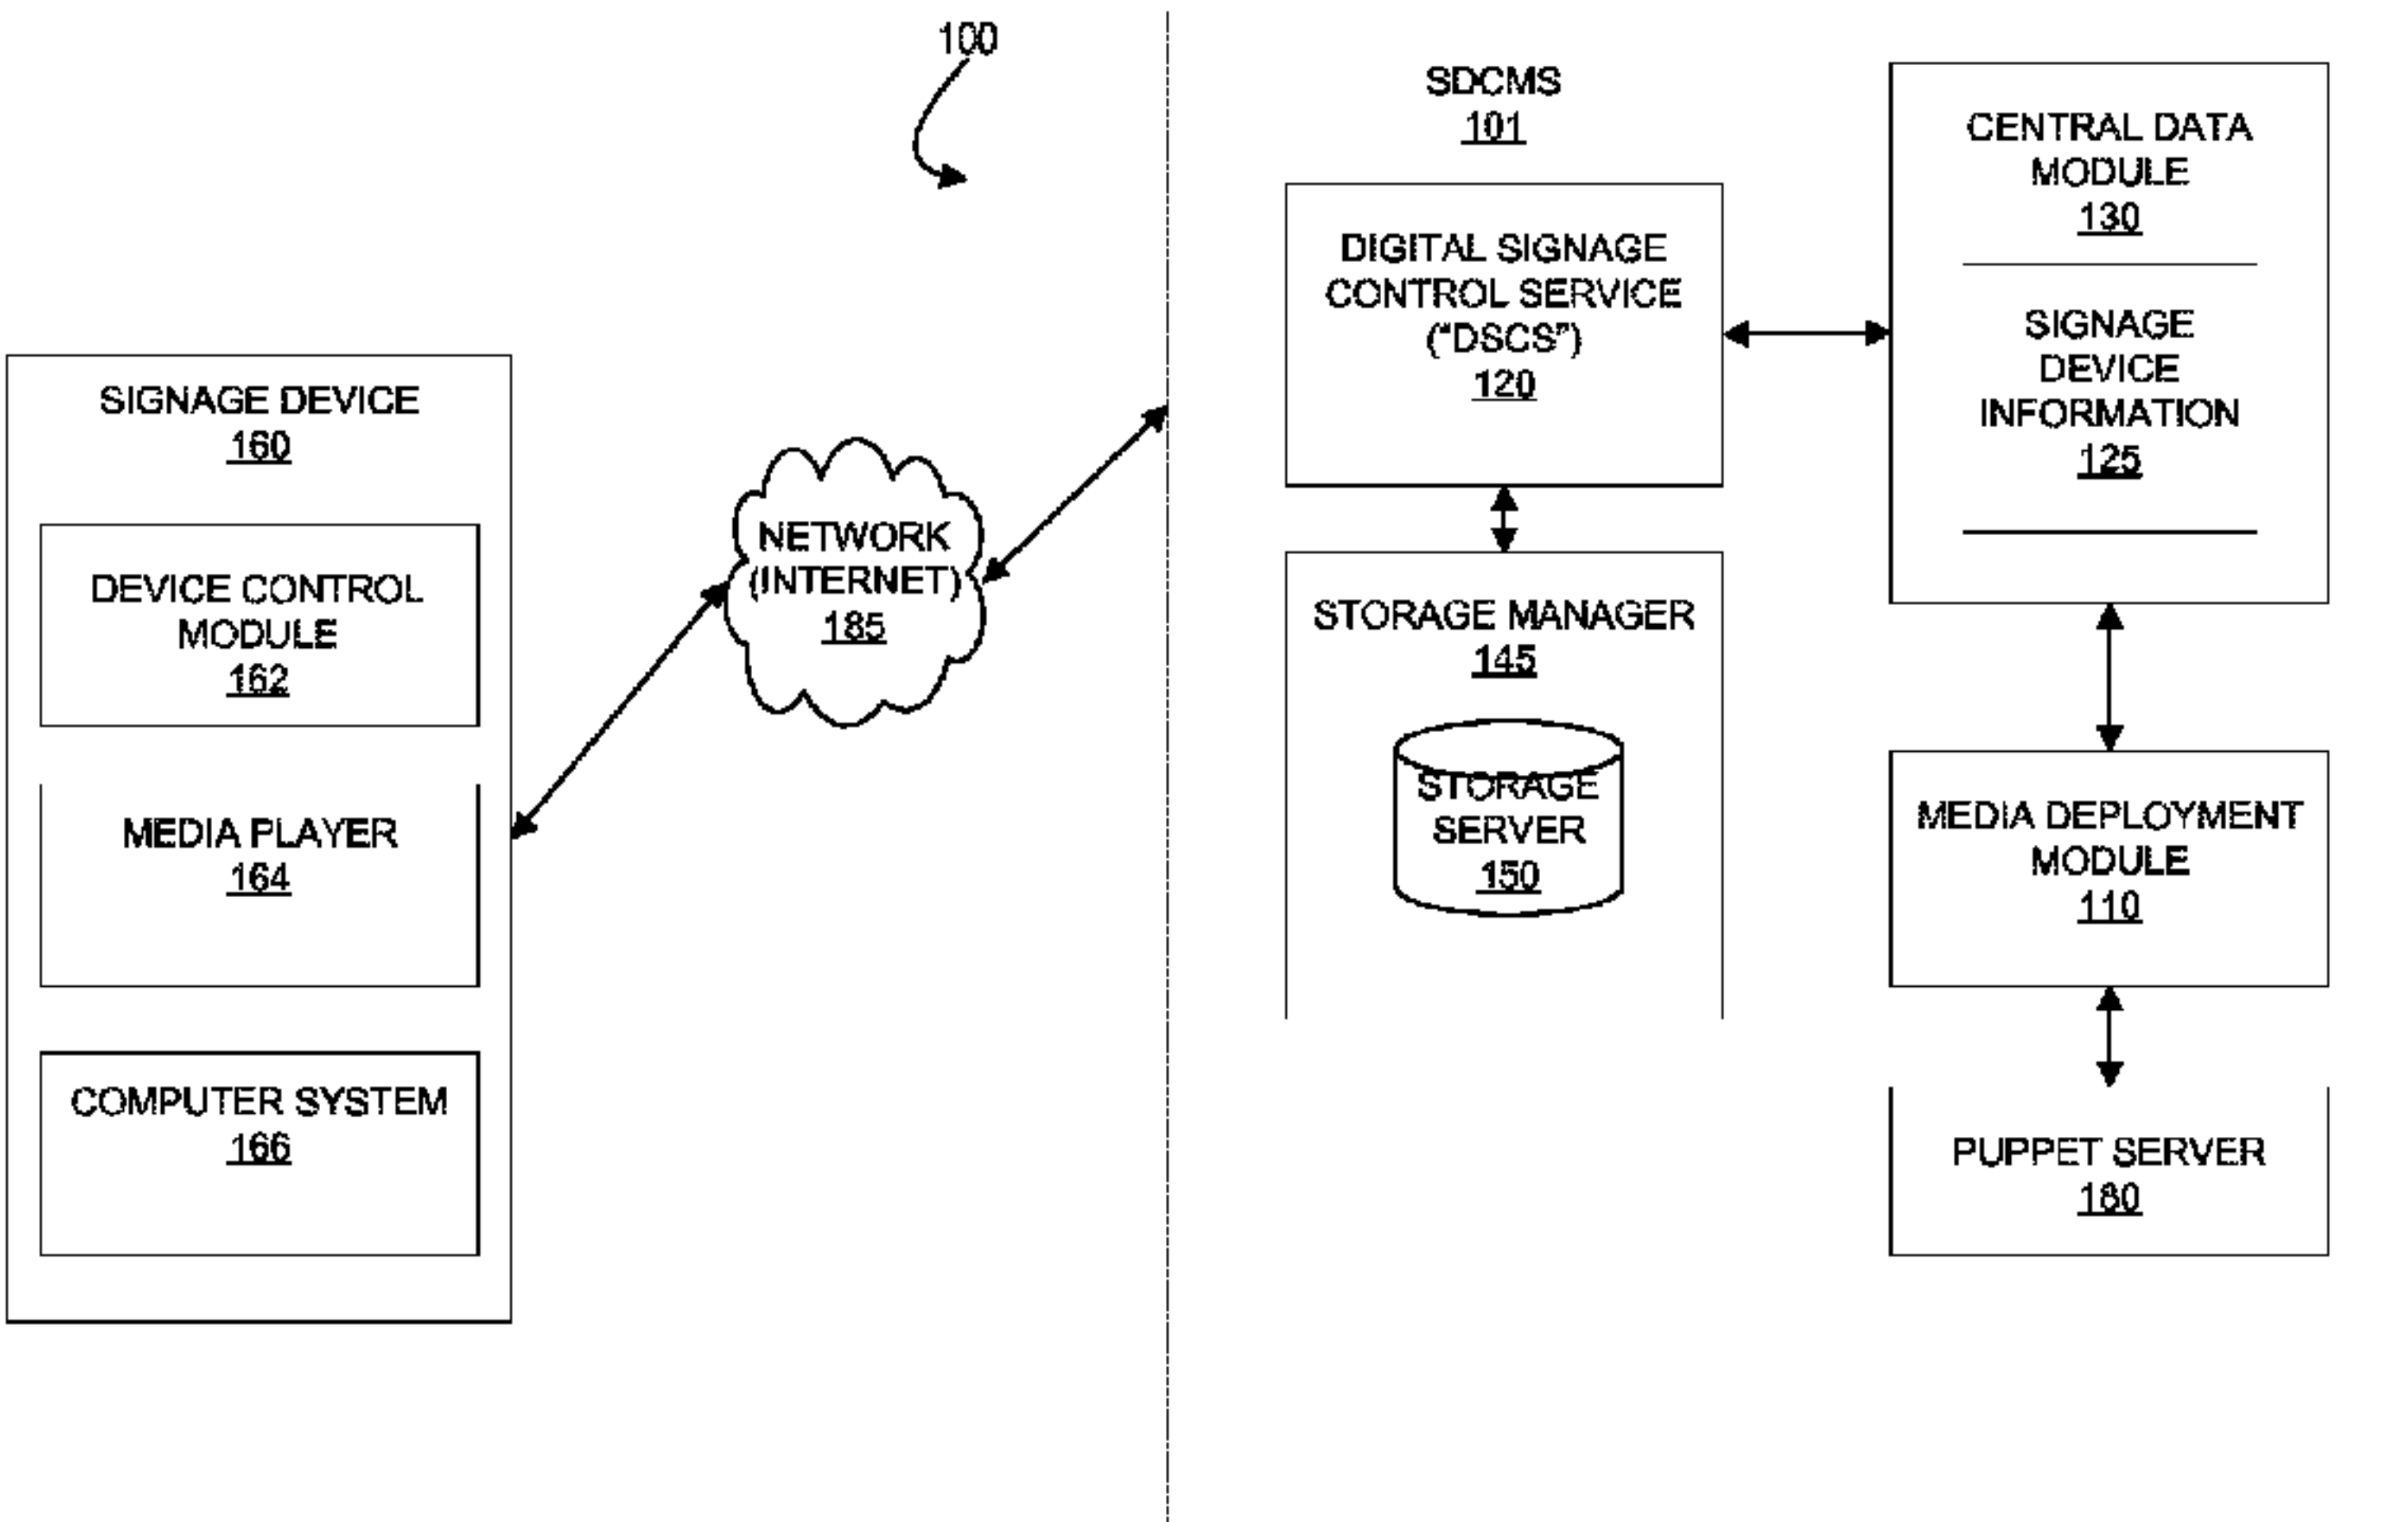 100
SDCMS
101
DIGITAL SIGNAGE
CONTROL SERVICE
("DSCS")
120
CENTRAL DATA
MODULE
130
SIGNAGE
DEVICE
INFORMATION
125
SIGNAGE DEVICE
160
DEVICE CONTROL
MODULE
162
MEDIA PLAYER
164
COMPUTER SYSTEM
166
NETWORK
(INTERNET)
185
STORAGE MANAGER
145
STORAGE
SERVER
150
MEDIA DEPLOYMENT
MODULE
110
PUPPET SERVER
180